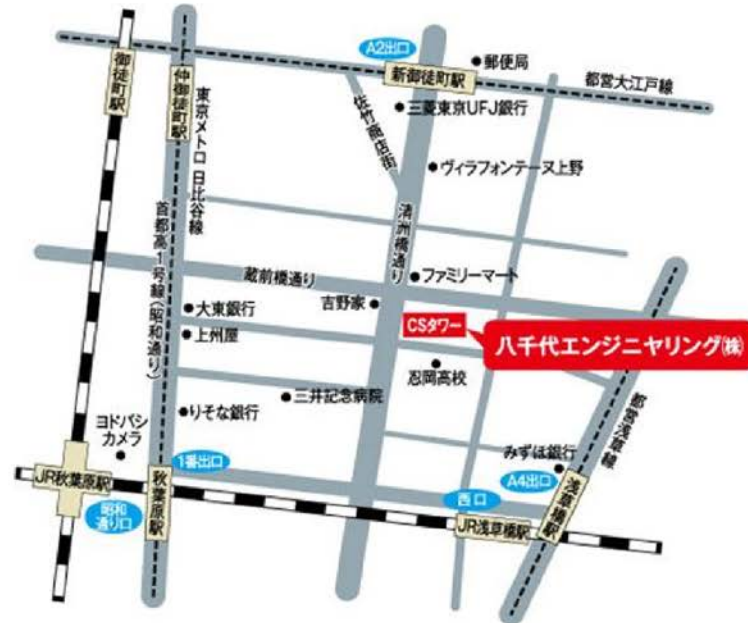 A2出口
郵便局
御徒町駅
仲御徒町駅
新御徒町駅
都営大江戸線
東京メトロ 日比谷線
佐竹商店街
三菱東京UFJ銀行
ヴィラフォンテーヌ上野
首都高1号線(昭和通り)
清洲橋通り
蔵前橋通り
ファミリーマート
大東銀行
吉野家
CSタワー
八千代エンジニヤリング㈱
上州屋
忍岡高校
三井記念病院
りそな銀行
都営浅草線
ヨドバシ
カメラ
みずほ銀行
1番出口
A4出口
JR秋葉原駅
秋葉原駅
西口
浅草橋駅
昭和
通り口
JR浅草橋駅